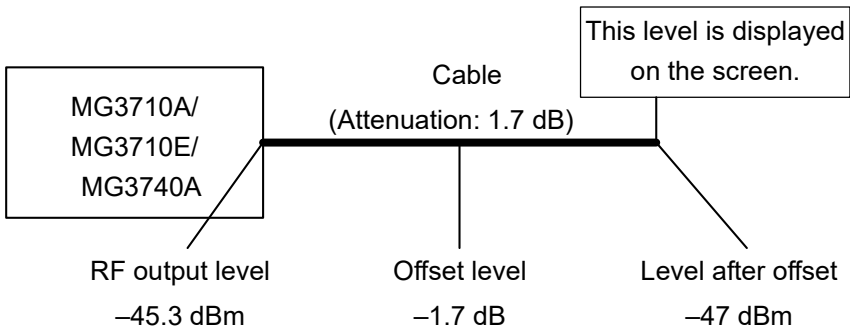 This level is displayed
on the screen.
Cable
(Attenuation: 1.7 dB)
MG3710A/
MG3710E/
MG3740A
RF output level
–45.3 dBm
Offset level
–1.7 dB
Level after offset
–47 dBm